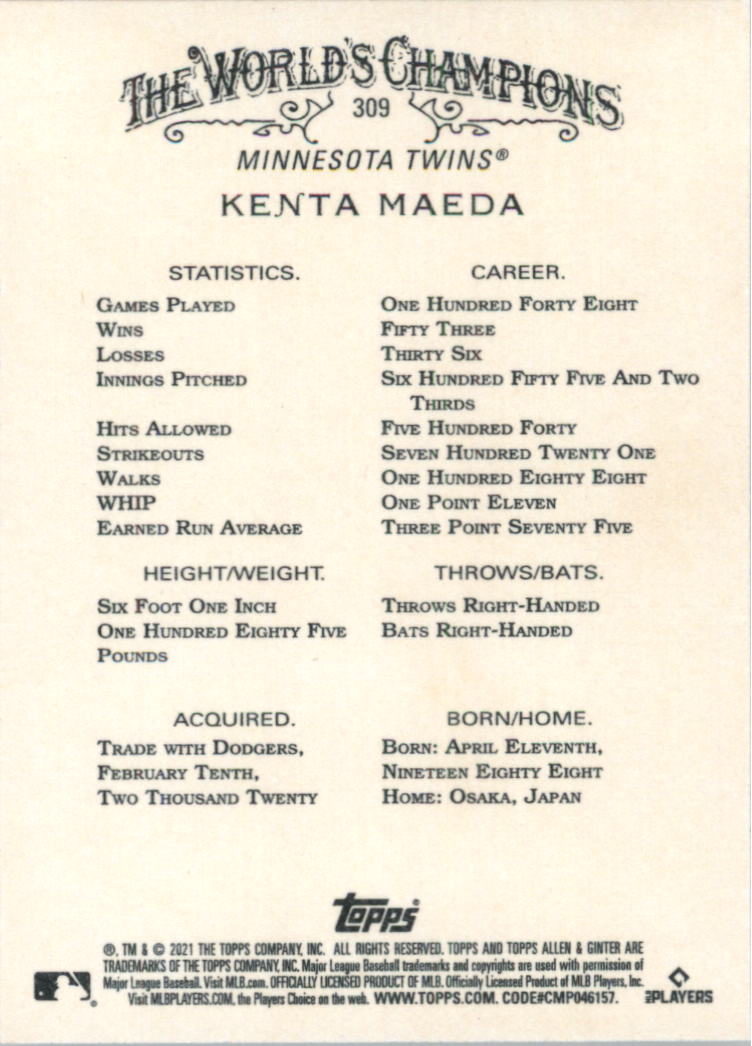 THE WORLD'S CHAMPIONS
309
MINNESOTA TWINS®
KENTA MAEDA
STATISTICS.
GAMES PLAYED
WINS
LOSSES
INNINGS PITCHED
HITS ALLOWED
STRIKEOUTS
WALKS
WHIP
EARNED RUN AVERAGE
CAREER.
ONE HUNDRED FORTY EIGHT
FIFTY THREE
THIRTY SIX
SIX HUNDRED FIFTY FIVE AND TWO
THIRDS
FIVE HUNDRED FORTY
SEVEN HUNDRED TWENTY ONE
ONE HUNDRED EIGHTY EIGHT
ONE POINT ELEVEN
THREE POINT SEVENTY FIVE
HEIGHT/WEIGHT.
SIX FOOT ONE INCH
ONE HUNDRED EIGHTY FIVE
POUNDS
THROWS/BATS.
THROWS RIGHT-HANDED
BATS RIGHT-HANDED
ACQUIRED.
TRADE WITH DODGERS,
FEBRUARY TENTH,
TWO THOUSAND TWENTY
BORN/HOME.
BORN: APRIL ELEVENTH,
NINETEEN EIGHTY EIGHT
HOME: OSAKA, JAPAN
topps®
®, TM & © 2021 THE TOPPS COMPANY, INC. ALL RIGHTS RESERVED. TOPPS AND TOPPS ALLEN & GINTER ARE
TRADEMARKS OF THE TOPPS COMPANY, INC. Major League Baseball trademarks and copyrights are used with permission of
Major League Baseball. Visit MLB.com. OFFICIALLY LICENSED PRODUCT OF MLB. Officially Licensed Product of MLB Players, Inc.
Visit MLBPLAYERS.COM, the Players Choice on the web. WWW.TOPPS.COM. CODE#CMP046157.
MLB PLAYERS